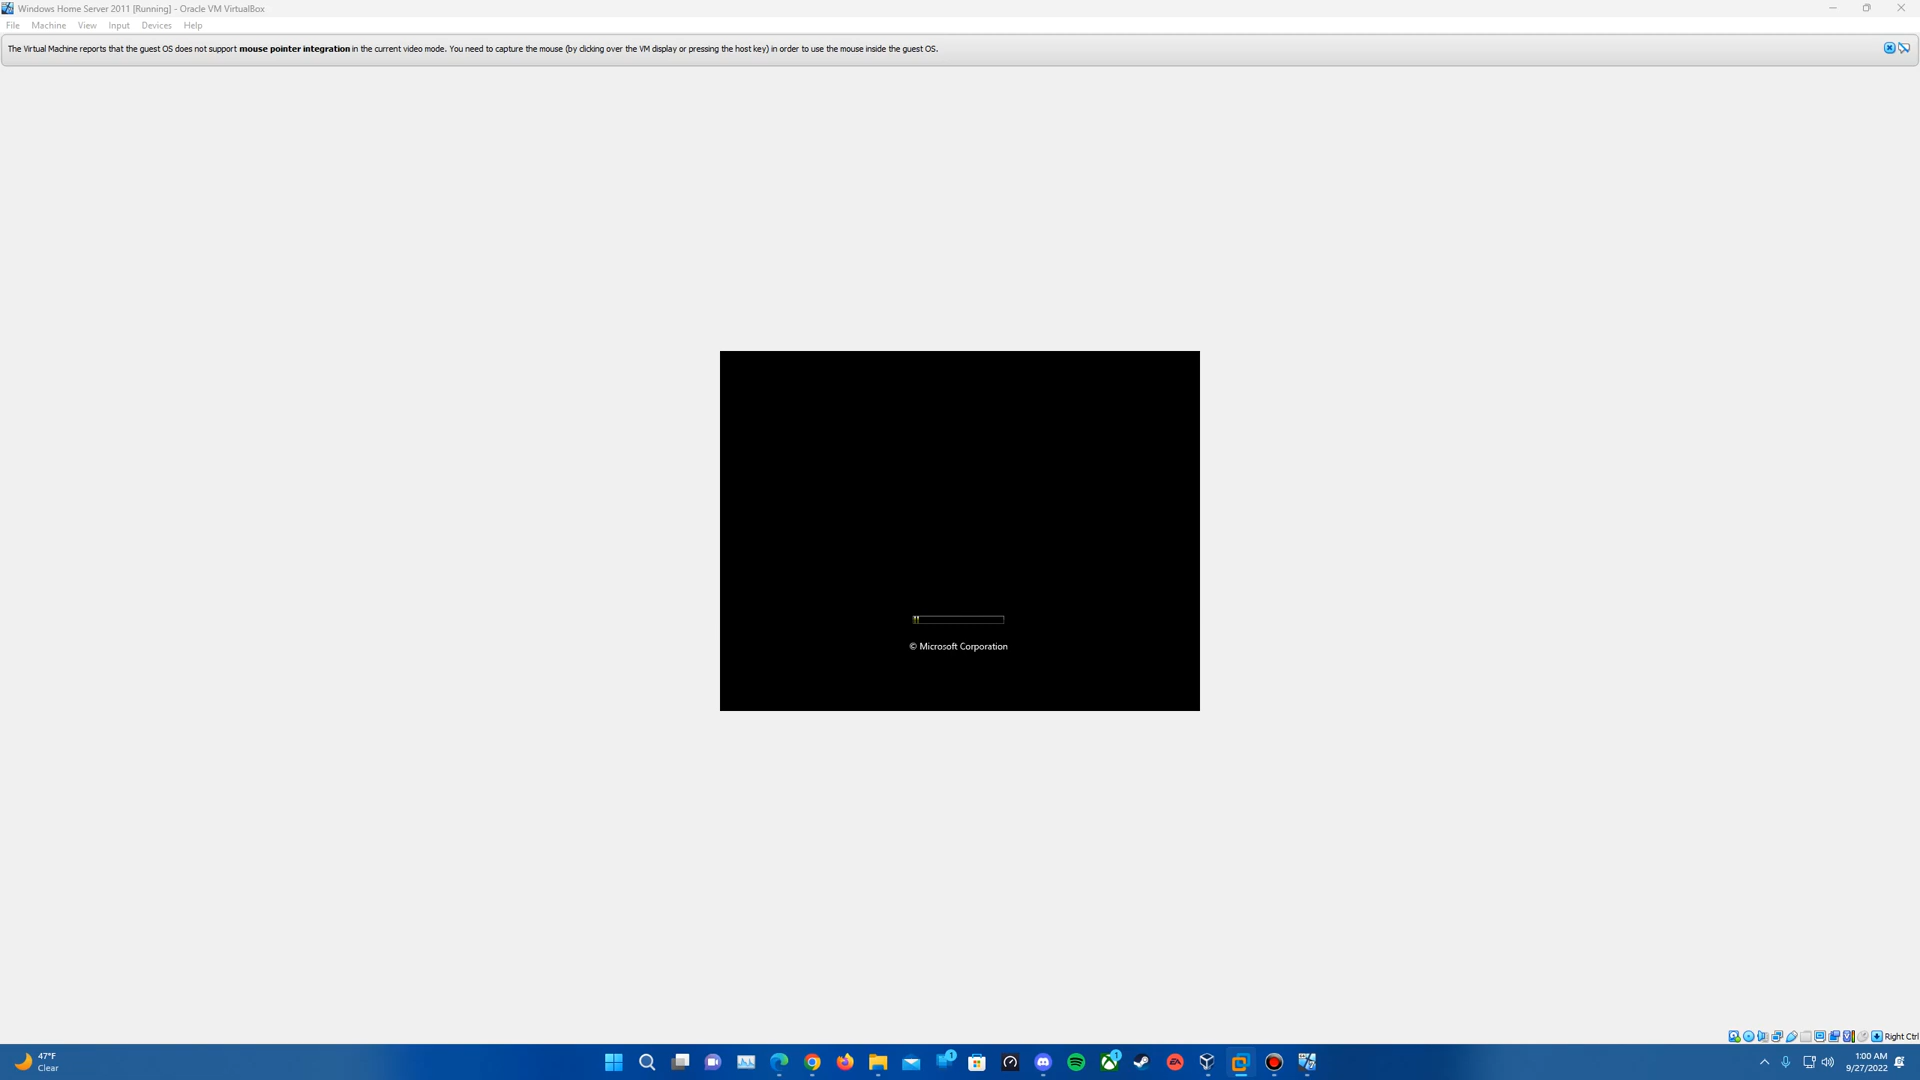 Windows Home Server 2011 [Running] - Oracle VM VirtualBox
File Machine View Input Devices Help
The Virtual Machine reports that the guest OS does not support mouse pointer integration in the current video mode. You need to capture the mouse (by clicking over the VM display or pressing the host key) in order to use the mouse inside the guest OS.
© Microsoft Corporation
Right Ctrl
47°F
Clear
1
1
EA
1:00 AM
9/27/2022